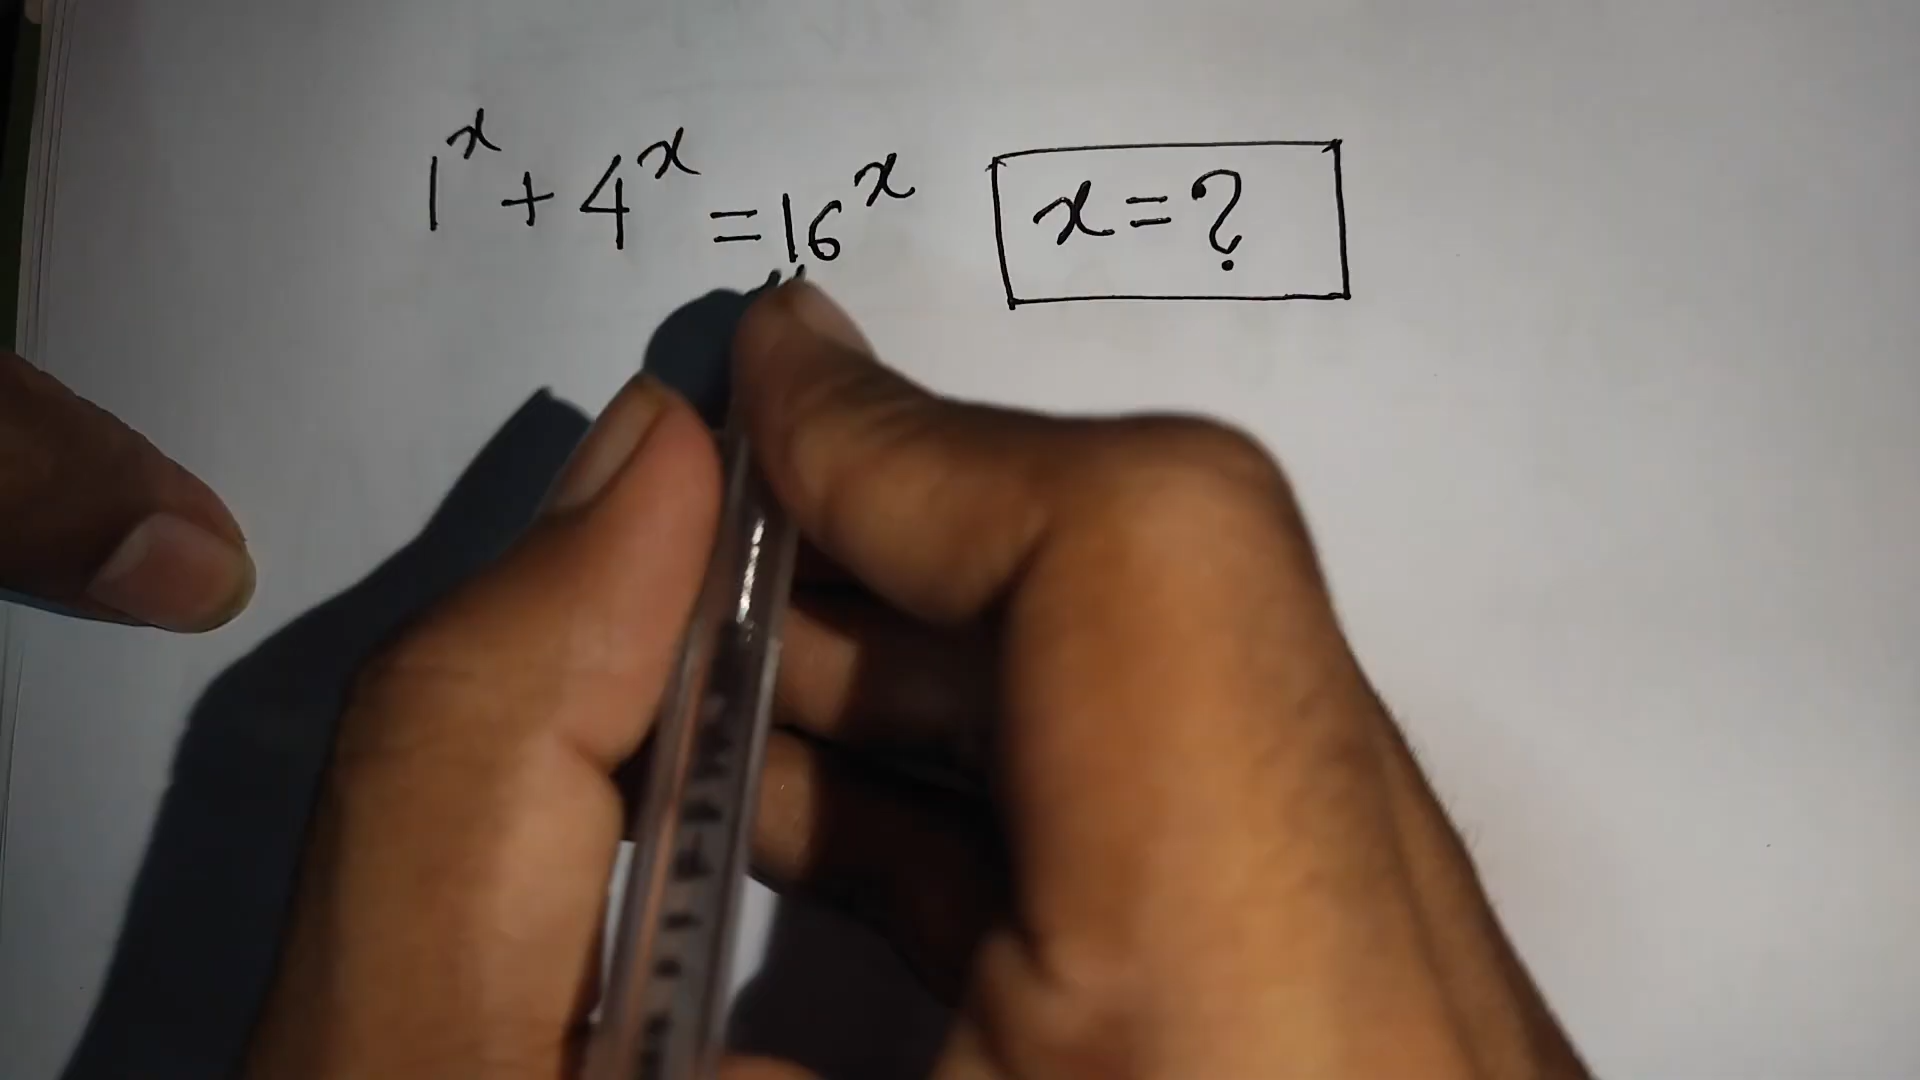 1^x + 4^x = 16^x x = ?